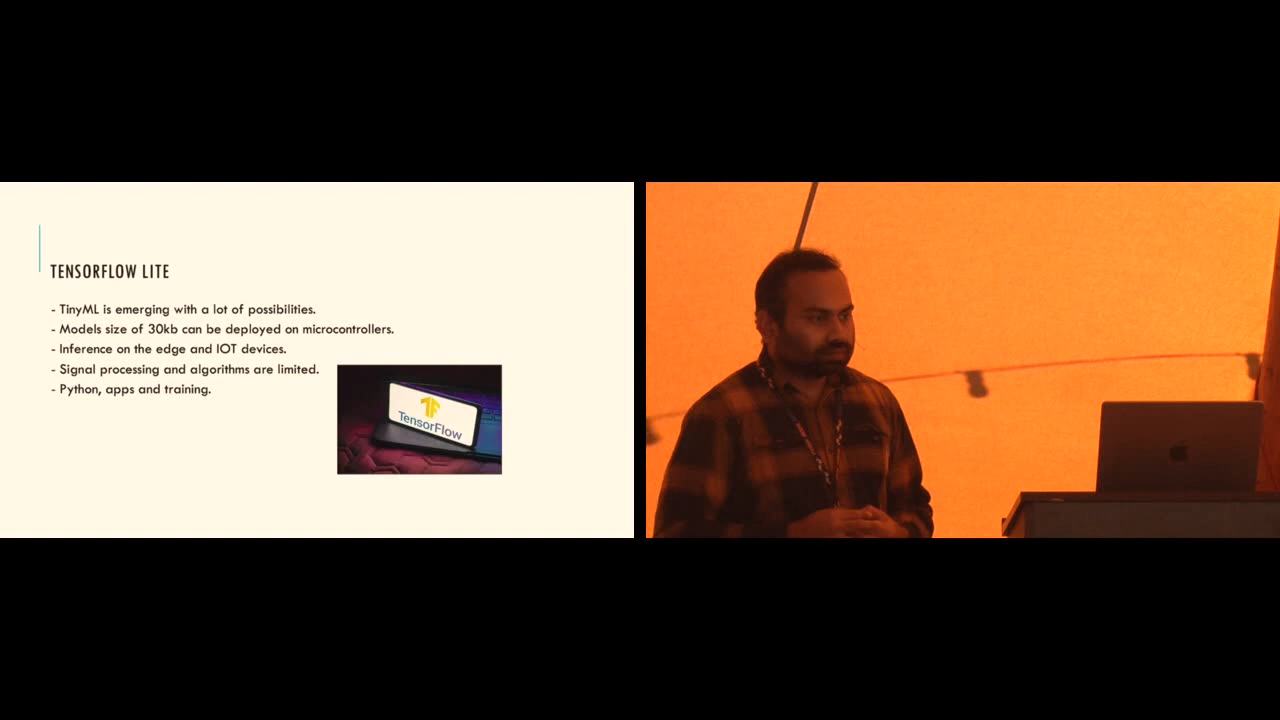 TENSORFLOW LITE
- TinyML is emerging with a lot of possibilities.
- Models size of 30kb can be deployed on microcontrollers.
- Inference on the edge and IOT devices.
- Signal processing and algorithms are limited.
- Python, apps and training.
TensorFlow